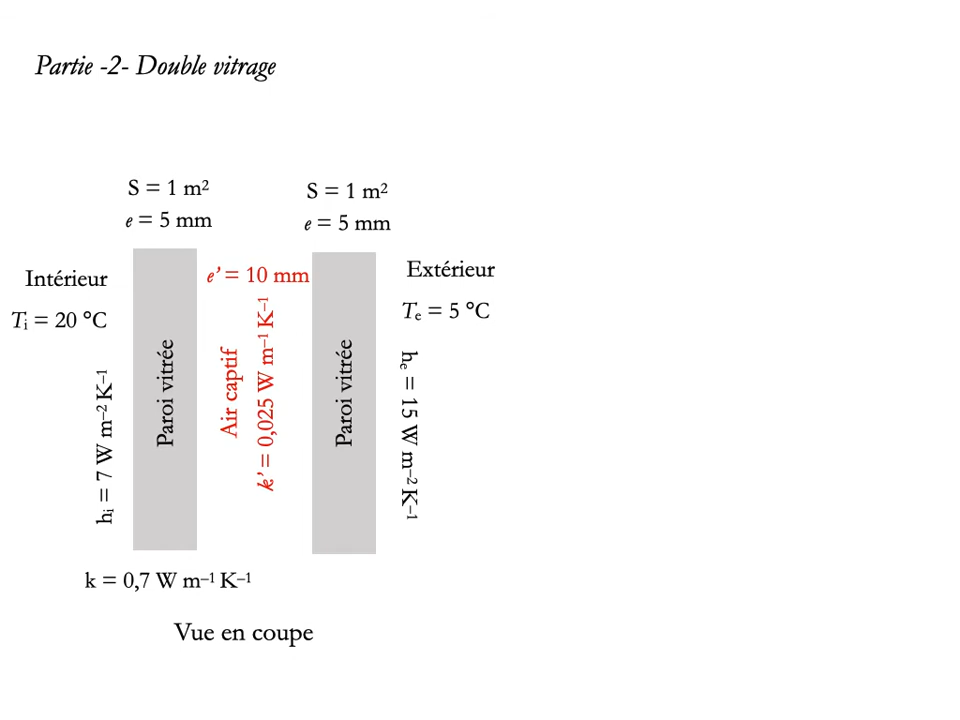 Partie -2- Double vitrage
S = 1 m²
e = 5 mm
S = 1 m²
e = 5 mm
Intérieur
Tᵢ = 20 °C
hᵢ = 7 W m⁻² K⁻¹
Paroi vitrée
e’ = 10 mm
Air captif
k’ = 0,025 W m⁻¹ K⁻¹
Paroi vitrée
Extérieur
Tₑ = 5 °C
hₑ = 15 W m⁻² K⁻¹
k = 0,7 W m⁻¹ K⁻¹
Vue en coupe